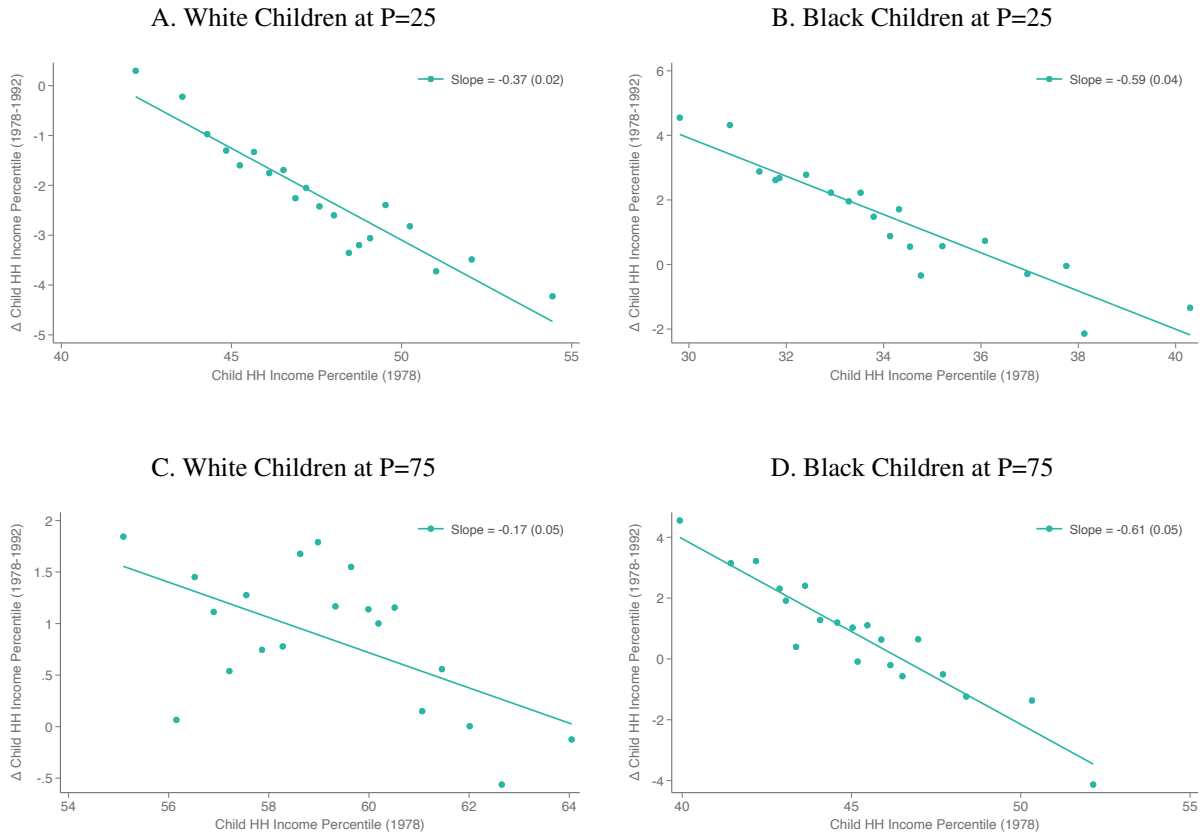 A. White Children at P=25
B. Black Children at P=25
Δ Child HH Income Percentile (1978-1992)
0
-1
-2
-3
-4
-5
Slope = -0.37 (0.02)
40
45
50
55
Child HH Income Percentile (1978)
Δ Child HH Income Percentile (1978-1992)
6
4
2
0
-2
Slope = -0.59 (0.04)
30
32
34
36
38
40
Child HH Income Percentile (1978)
C. White Children at P=75
D. Black Children at P=75
Δ Child HH Income Percentile (1978-1992)
2
1.5
1
.5
0
-.5
Slope = -0.17 (0.05)
54
56
58
60
62
64
Child HH Income Percentile (1978)
Δ Child HH Income Percentile (1978-1992)
4
2
0
-2
-4
Slope = -0.61 (0.05)
40
45
50
55
Child HH Income Percentile (1978)